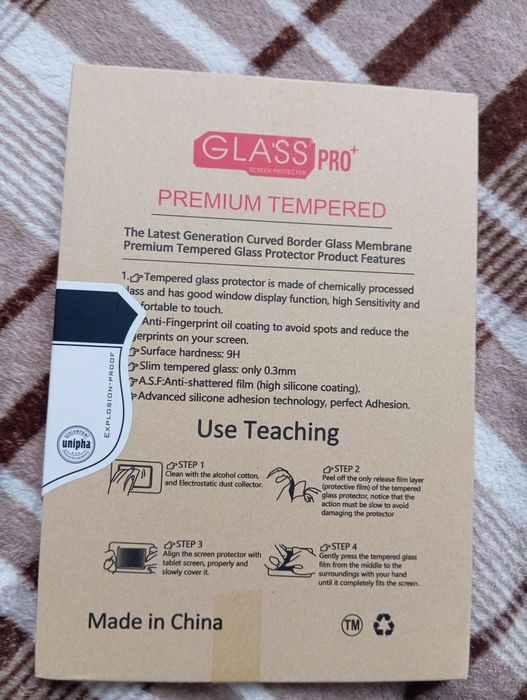 GLASS PRO+
SCREEN PROTECTOR
PREMIUM TEMPERED
The Latest Generation Curved Border Glass Membrane
Premium Tempered Glass Protector Product Features
1.👉Tempered glass protector is made of chemically processed
and has good window display function, high Sensitivity and
to touch.
Anti-Fingerprint oil coating to avoid spots and reduce the
on your screen.
👉Surface hardness: 9H
👉Slim tempered glass: only 0.3mm
👉A.S.F:Anti-shattered film (high silicone coating).
👉Advanced silicone adhesion technology, perfect Adhesion.
EXPLOSION-PROOF
Universal
unipha
Use Teaching
👉STEP 1
Clean with the alcohol cotton,
and Electrostatic dust collector.
👉STEP 2
Peel off the only release film layer
(protective film) of the tempered
glass protector, notice that the
action must be slow to avoid
damaging the protector
👉STEP 3
Align the screen protector with
tablet screen, properly and
slowly cover it.
👉STEP 4
Gently press the tempered glass
film from the middle to the
surroundings with your hand
until it completely fits the screen.
Made in China
TM